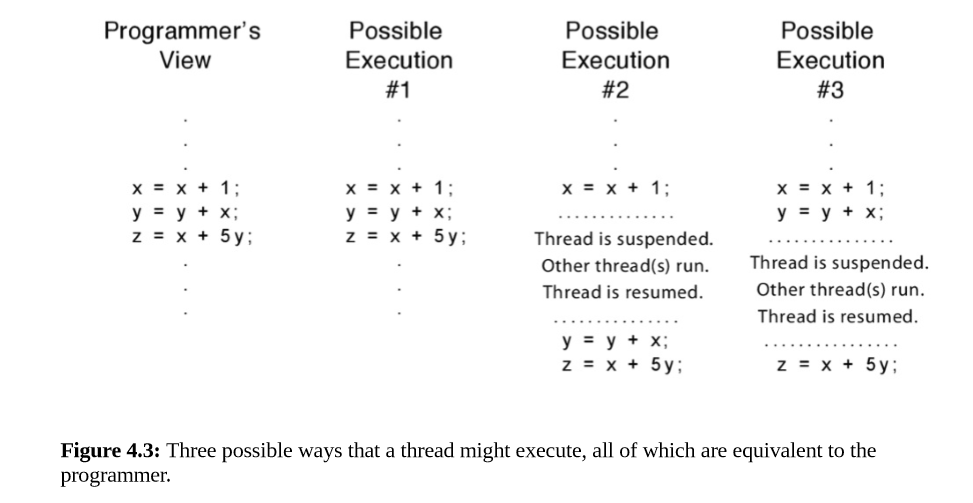 Programmer's View
Possible Execution #1
Possible Execution #2
Possible Execution #3
.
.
.
x = x + 1;
y = y + x;
z = x + 5y;
.
.
.
.
.
.
x = x + 1;
y = y + x;
z = x + 5y;
.
.
.
.
.
.
x = x + 1;
..............
Thread is suspended.
Other thread(s) run.
Thread is resumed.
...............
y = y + x;
z = x + 5y;
.
.
.
x = x + 1;
y = y + x;
...............
Thread is suspended.
Other thread(s) run.
Thread is resumed.
................
z = x + 5y;
Figure 4.3: Three possible ways that a thread might execute, all of which are equivalent to the
programmer.